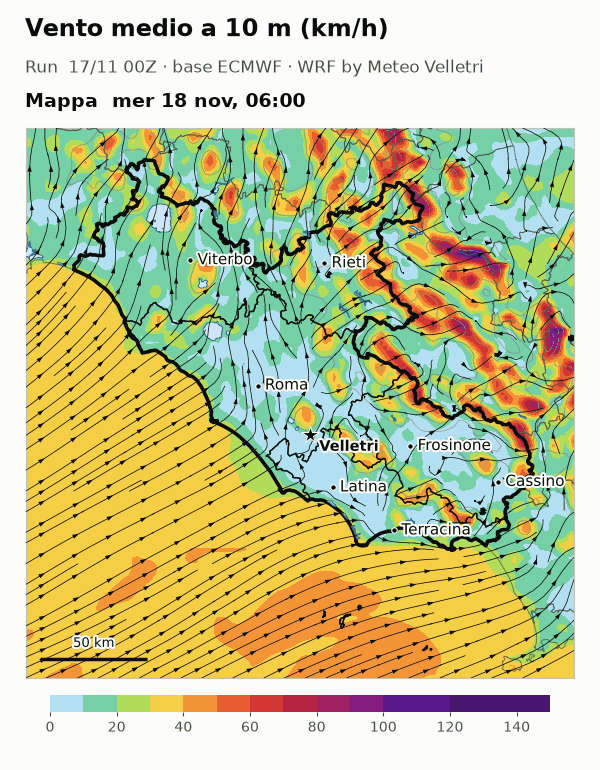 Vento medio a 10 m (km/h)
Run 17/11 00Z · base ECMWF · WRF by Meteo Velletri
Mappa mer 18 nov, 06:00
Viterbo
Rieti
Roma
Velletri
Frosinone
Latina
Cassino
Terracina
50 km
0 20 40 60 80 100 120 140